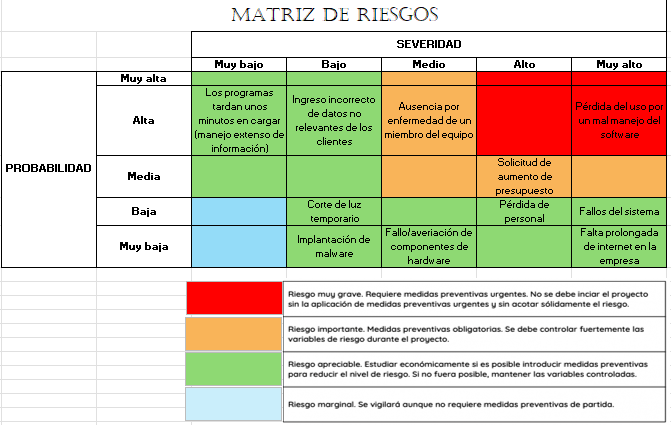 MATRIZ DE RIESGOS
SEVERIDAD
Muy bajo Bajo Medio Alto Muy alto
PROBABILIDAD
Muy alta
Alta
Los programas
tardan unos
minutos en cargar
(manejo extenso de
información)
Ingreso incorrecto
de datos no
relevantes de los
clientes
Ausencia por
enfermedad de un
miembro del equipo
Pérdida del uso por
un mal manejo del
software
Media
Solicitud de
aumento de
presupuesto
Baja
Corte de luz
temporario
Pérdida de
personal
Fallos del sistema
Muy baja
Implantación de
malware
Fallo/averiación de
componentes de
hardware
Falta prolongada
de internet en la
empresa
Riesgo muy grave. Requiere medidas preventivas urgentes. No se debe inciar el proyecto
sin la aplicación de medidas preventivas urgentes y sin acotar sólidamente el riesgo.
Riesgo importante. Medidas preventivas obligatorias. Se debe controlar fuertemente las
variables de riesgo durante el proyecto.
Riesgo apreciable. Estudiar económicamente si es posible introducir medidas preventivas
para reducir el nivel de riesgo. Si no fuera posible, mantener las variables controladas.
Riesgo marginal. Se vigilará aunque no requiere medidas preventivas de partida.